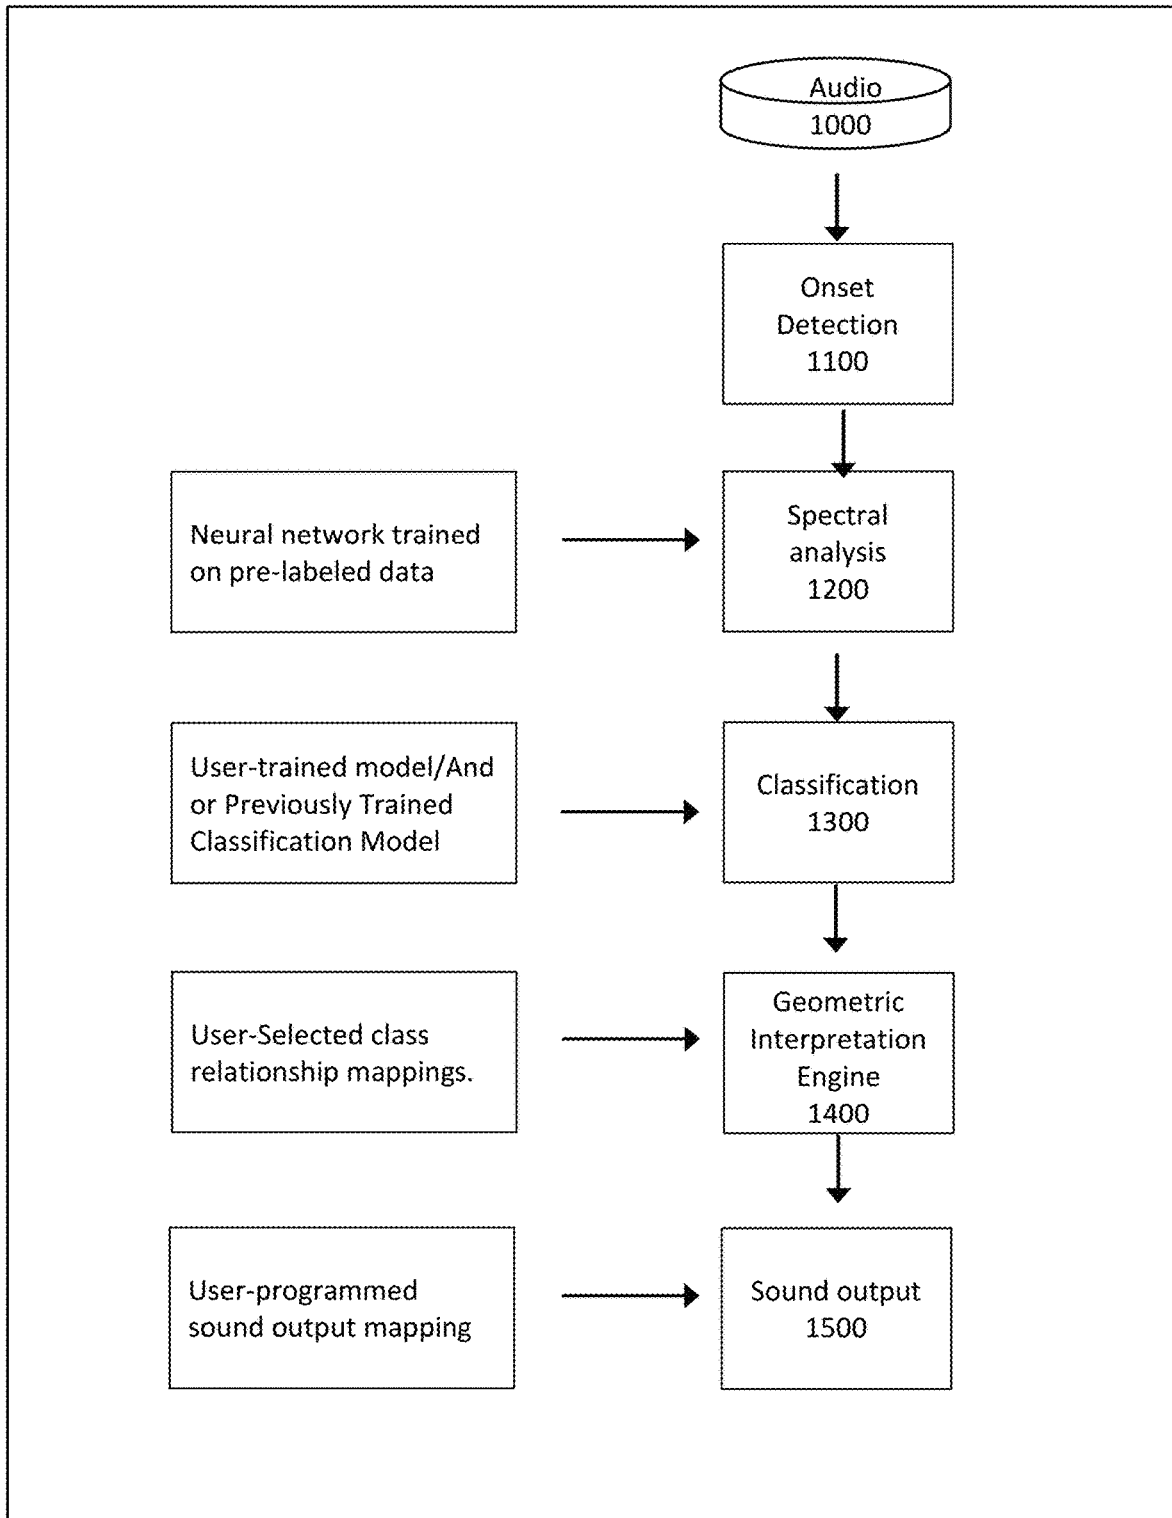 Audio
1000
Onset
Detection
1100
Neural network trained
on pre-labeled data
Spectral
analysis
1200
User-trained model/And
or Previously Trained
Classification Model
Classification
1300
User-Selected class
relationship mappings.
Geometric
Interpretation
Engine
1400
User-programmed
sound output mapping
Sound output
1500